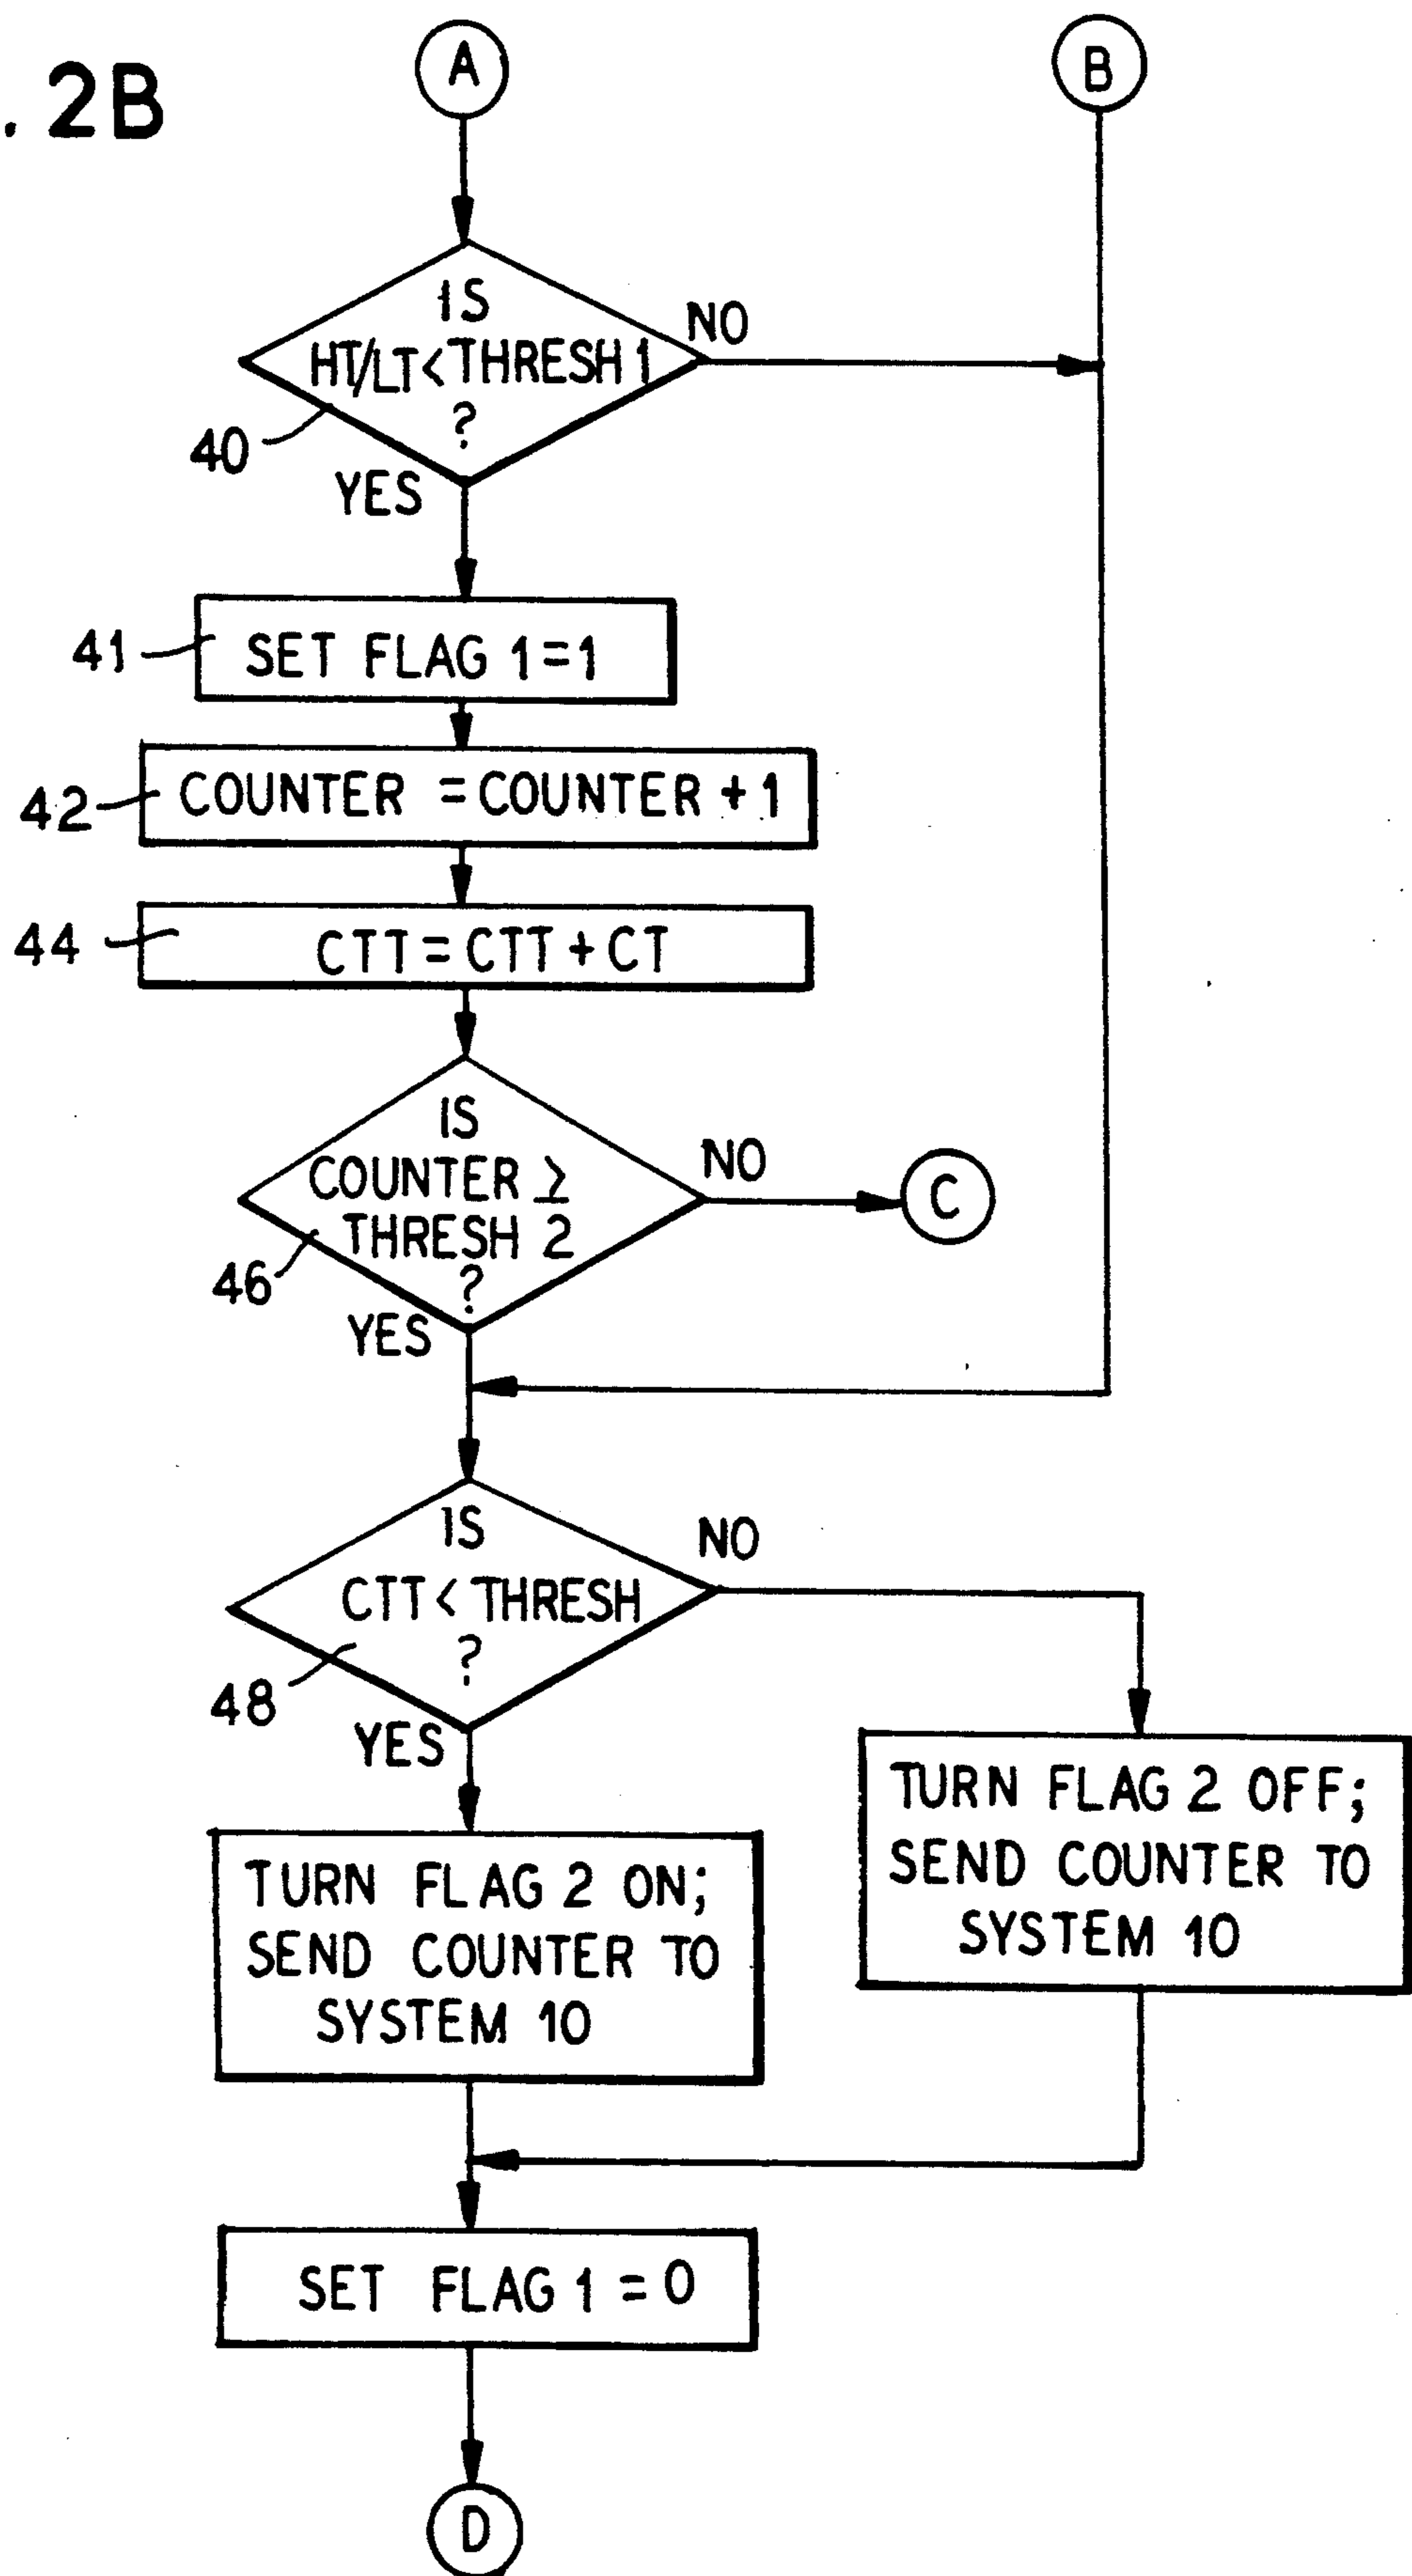 . 2B
A
B
IS
HT/LT < THRESH 1
?
NO
40
YES
41
SET FLAG 1 = 1
42
COUNTER = COUNTER + 1
44
CTT = CTT + CT
IS
COUNTER ≥
THRESH 2
?
NO
C
46
YES
IS
CTT < THRESH
?
NO
48
YES
TURN FLAG 2 OFF;
SEND COUNTER TO
SYSTEM 10
TURN FLAG 2 ON;
SEND COUNTER TO
SYSTEM 10
SET FLAG 1 = 0
D